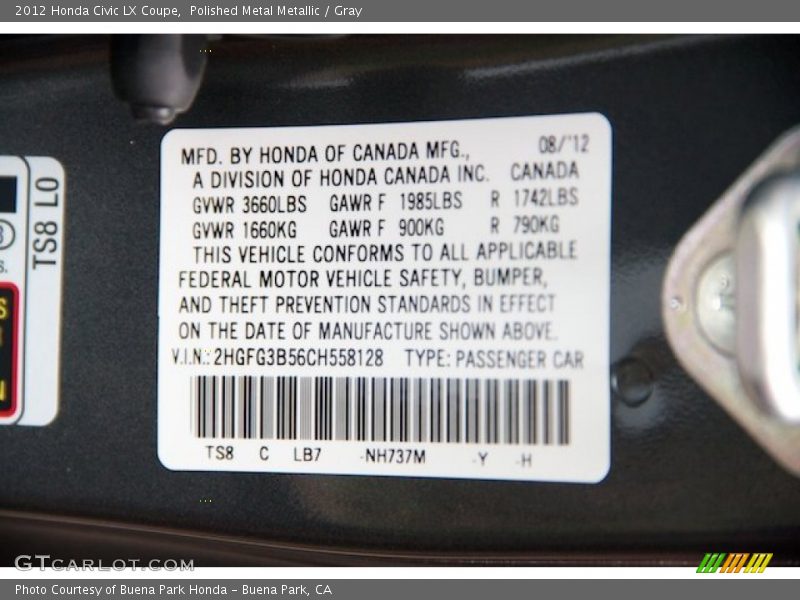 2012 Honda Civic LX Coupe,  Polished Metal Metallic / Gray
MFD. BY HONDA OF CANADA MFG., 08/'12
A DIVISION OF HONDA CANADA INC. CANADA
GVWR 3660LBS GAWR F 1985LBS R 1742LBS
GVWR 1660KG GAWR F 900KG R 790KG
THIS VEHICLE CONFORMS TO ALL APPLICABLE
FEDERAL MOTOR VEHICLE SAFETY, BUMPER,
AND THEFT PREVENTION STANDARDS IN EFFECT
ON THE DATE OF MANUFACTURE SHOWN ABOVE.
V.I.N.: 2HGFG3B56CH558128 TYPE: PASSENGER CAR
TS8 C LB7 -NH737M -Y -H
TS8 L0
GTCARLOT.COM
Photo Courtesy of Buena Park Honda – Buena Park, CA